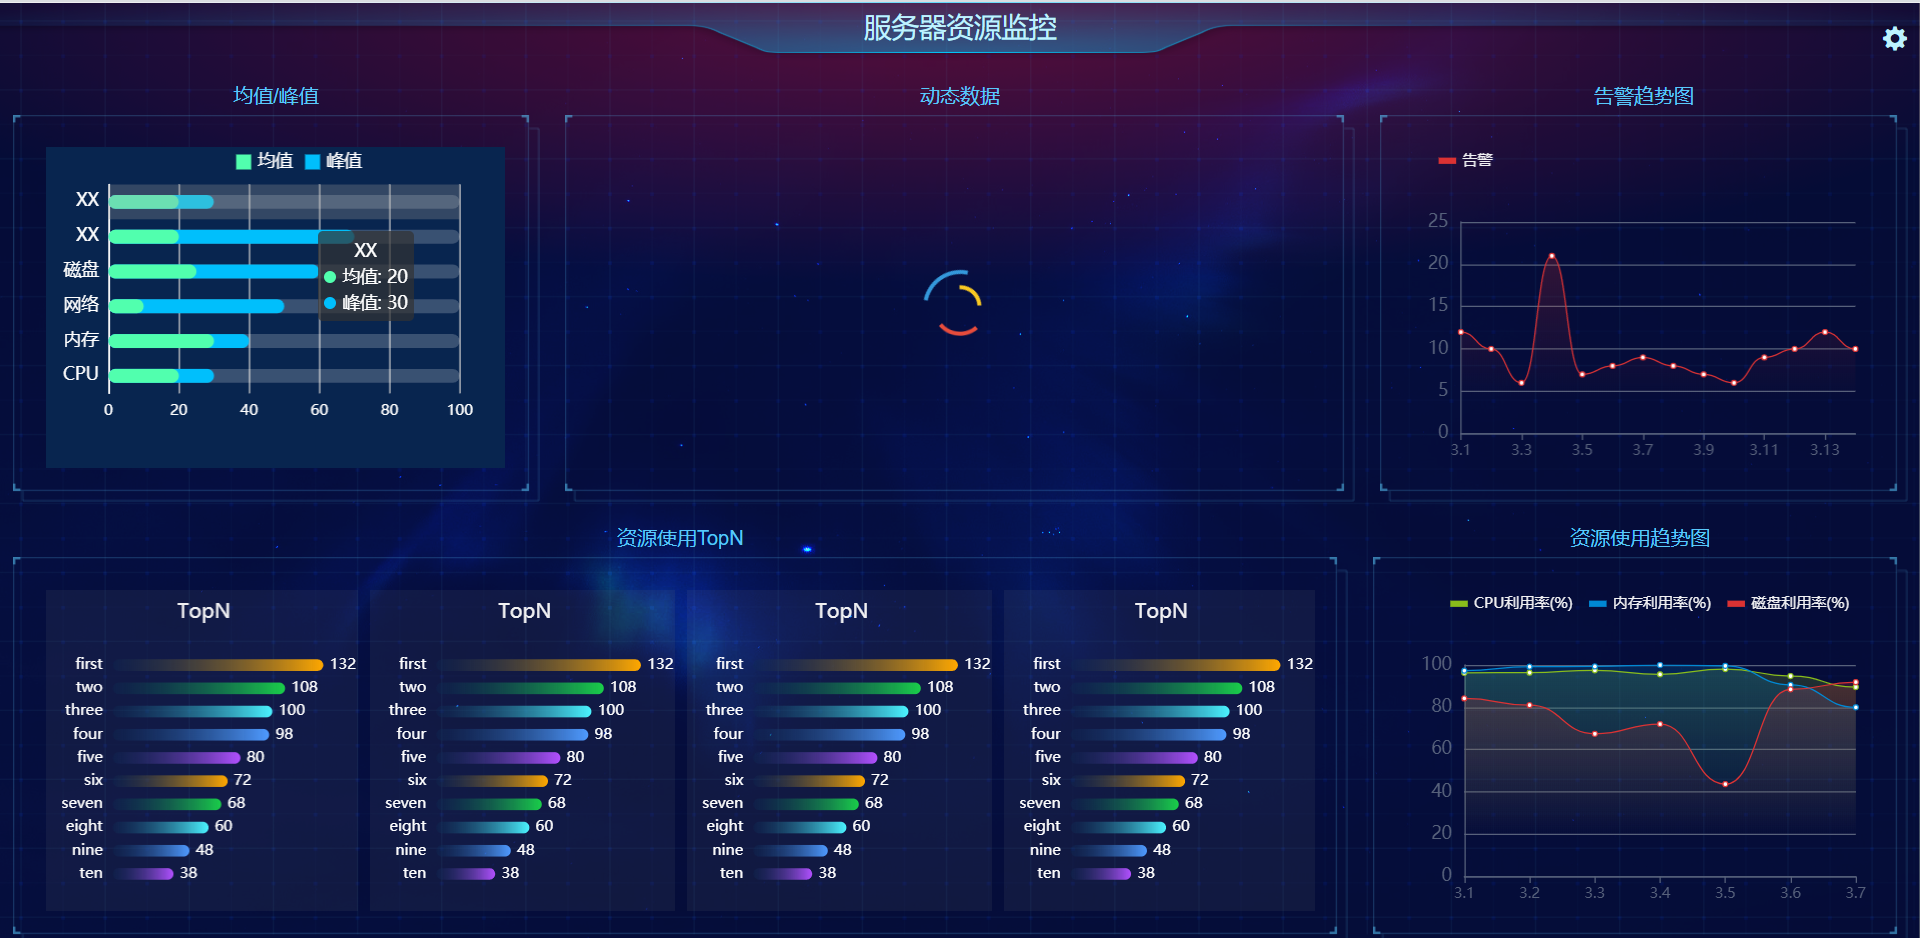 服务器资源监控
均值/峰值
动态数据
告警趋势图
均值 峰值
XX
XX
磁盘
网络
内存
CPU
0 20 40 60 80 100
XX
均值: 20
峰值: 30
告警
25
20
15
10
5
0
3.1 3.3 3.5 3.7 3.9 3.11 3.13
资源使用TopN
资源使用趋势图
TopN
first 132
two 108
three 100
four 98
five 80
six 72
seven 68
eight 60
nine 48
ten 38
TopN
first 132
two 108
three 100
four 98
five 80
six 72
seven 68
eight 60
nine 48
ten 38
TopN
first 132
two 108
three 100
four 98
five 80
six 72
seven 68
eight 60
nine 48
ten 38
TopN
first 132
two 108
three 100
four 98
five 80
six 72
seven 68
eight 60
nine 48
ten 38
CPU利用率(%) 内存利用率(%) 磁盘利用率(%)
100
80
60
40
20
0
3.1 3.2 3.3 3.4 3.5 3.6 3.7